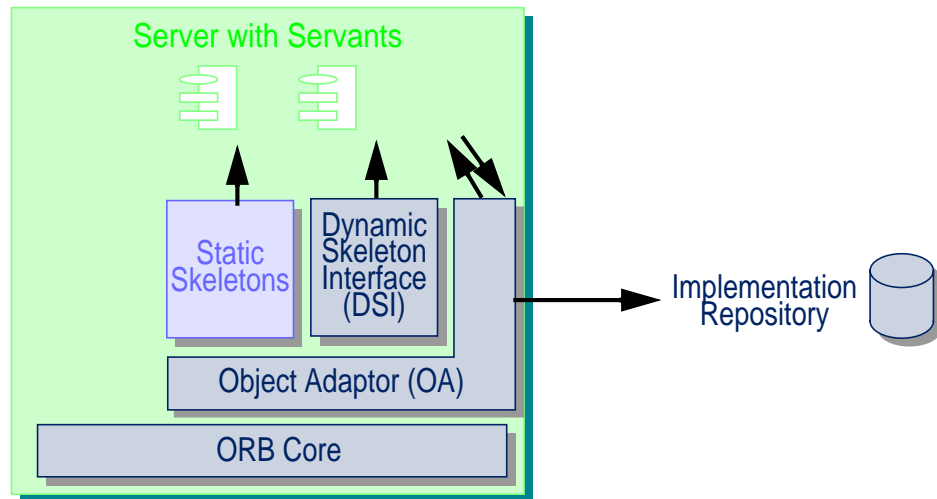 Server with Servants
Static
Skeletons
Dynamic
Skeleton
Interface
(DSI)
Implementation
Repository
Object Adaptor (OA)
ORB Core